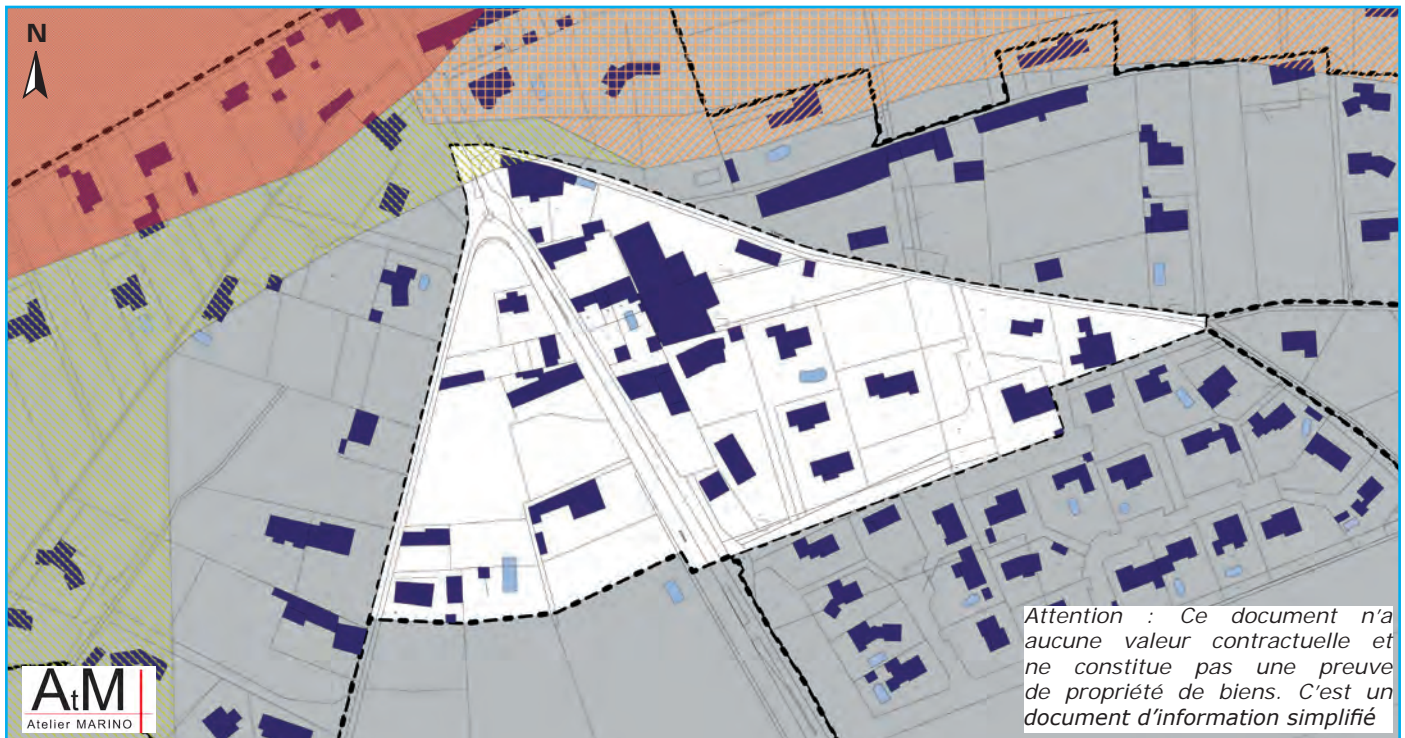 N
Attention : Ce document n'a
aucune valeur contractuelle et
ne constitue pas une preuve
de propriété de biens. C'est un
document d'information simplifié
AtM
Atelier MARINO